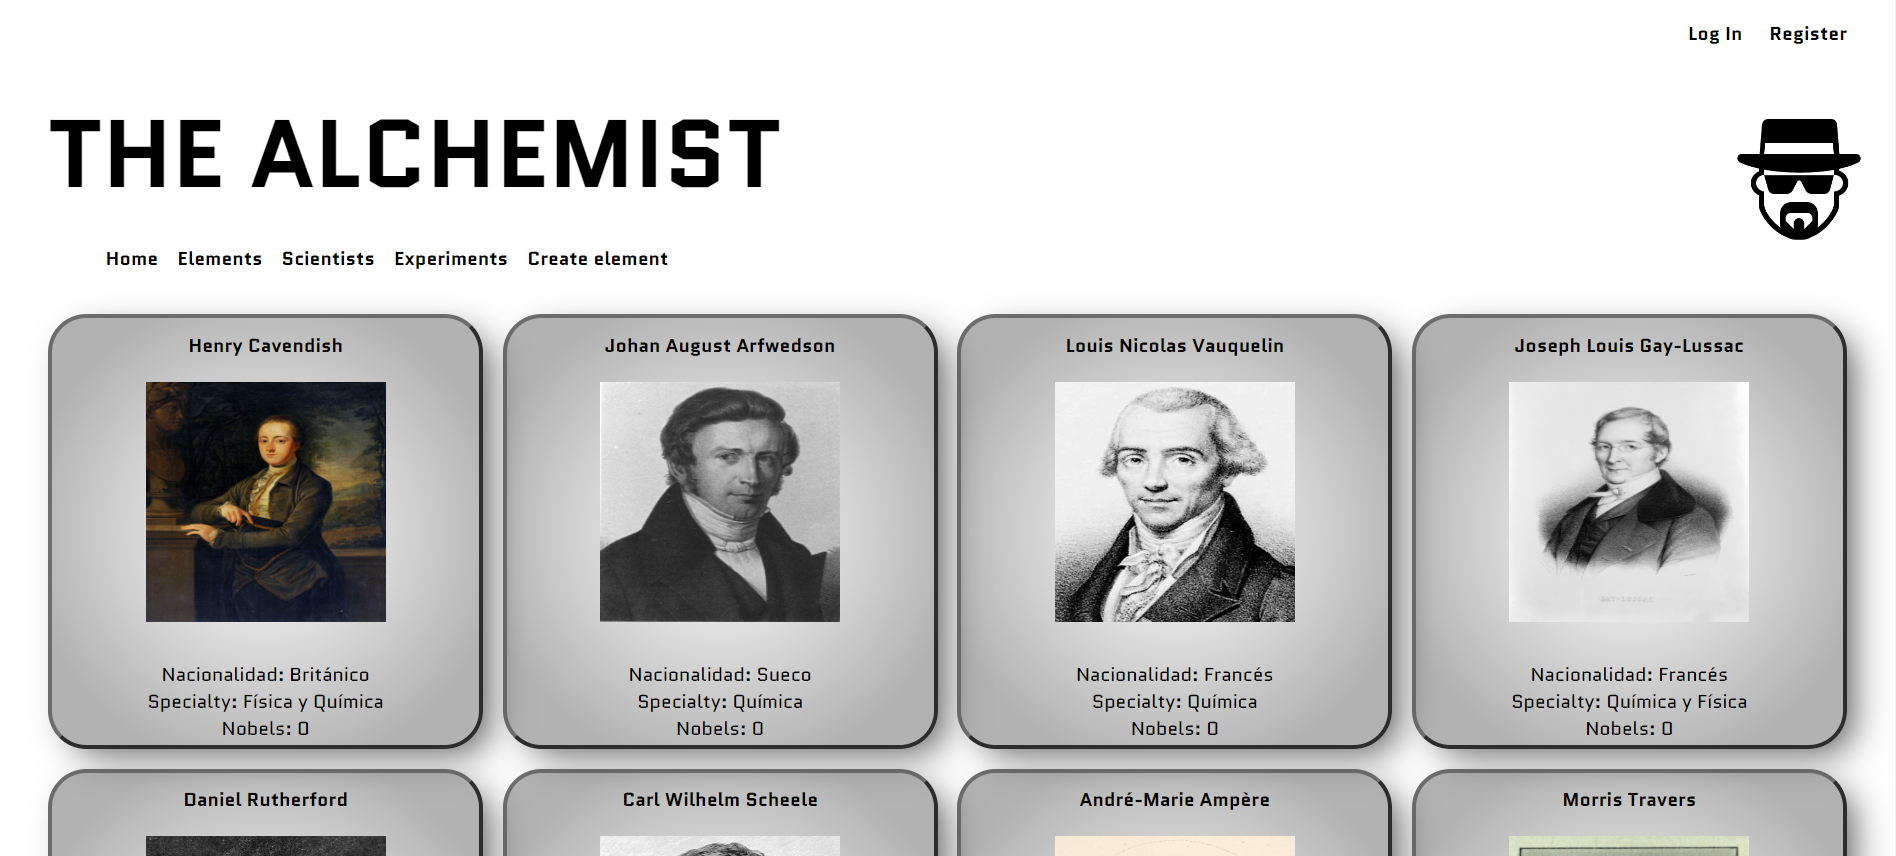 Log In Register
THE ALCHEMIST
Home Elements Scientists Experiments Create element
Henry Cavendish
Nacionalidad: Británico
Specialty: Física y Química
Nobels: 0
Johan August Arfwedson
Nacionalidad: Sueco
Specialty: Química
Nobels: 0
Louis Nicolas Vauquelin
Nacionalidad: Francés
Specialty: Química
Nobels: 0
Joseph Louis Gay-Lussac
GAY-LUSSAC
Nacionalidad: Francés
Specialty: Química y Física
Nobels: 0
Daniel Rutherford
Carl Wilhelm Scheele
André-Marie Ampère
Morris Travers